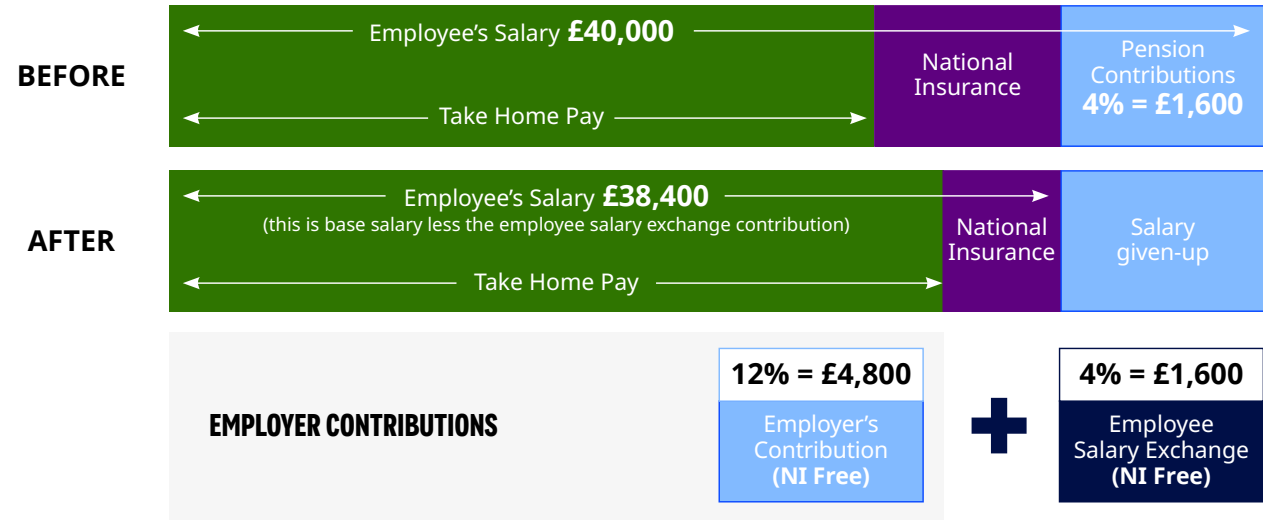 BEFORE
Employee’s Salary £40,000
Take Home Pay
National
Insurance
Pension
Contributions
4% = £1,600
AFTER
Employee’s Salary £38,400
(this is base salary less the employee salary exchange contribution)
Take Home Pay
National
Insurance
Salary
given-up
EMPLOYER CONTRIBUTIONS
12% = £4,800
Employer’s
Contribution
(NI Free)
+
4% = £1,600
Employee
Salary Exchange
(NI Free)